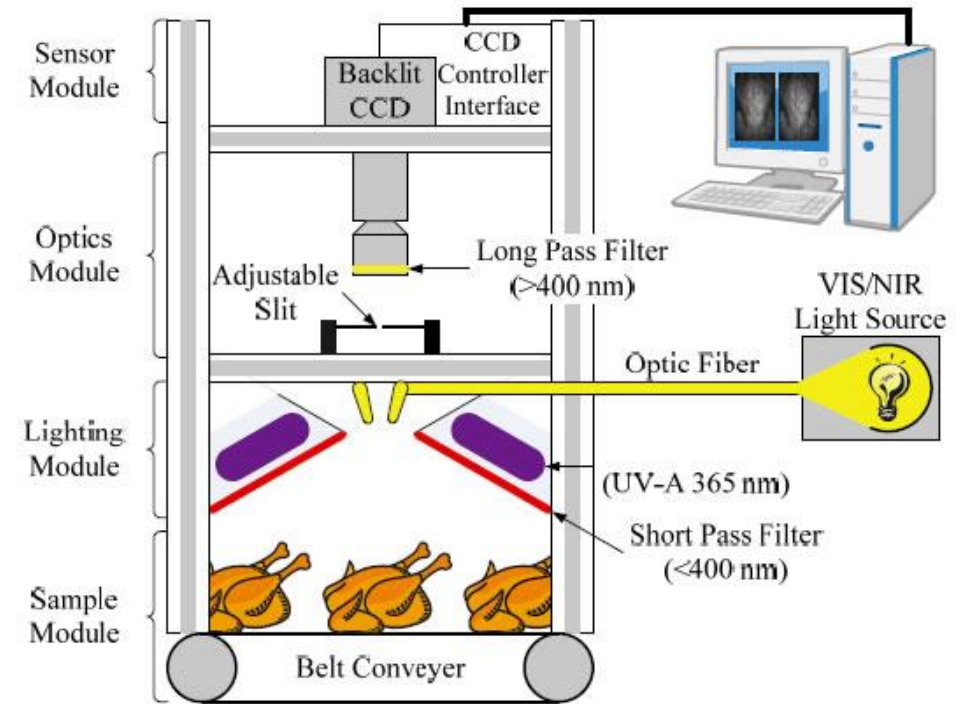 Sensor
Module
Backlit
CCD
CCD
Controller
Interface
Optics
Module
Adjustable
Slit
Long Pass Filter
(>400 nm)
VIS/NIR
Light Source
Optic Fiber
Lighting
Module
(UV-A 365 nm)
Short Pass Filter
(<400 nm)
Sample
Module
Belt Conveyer